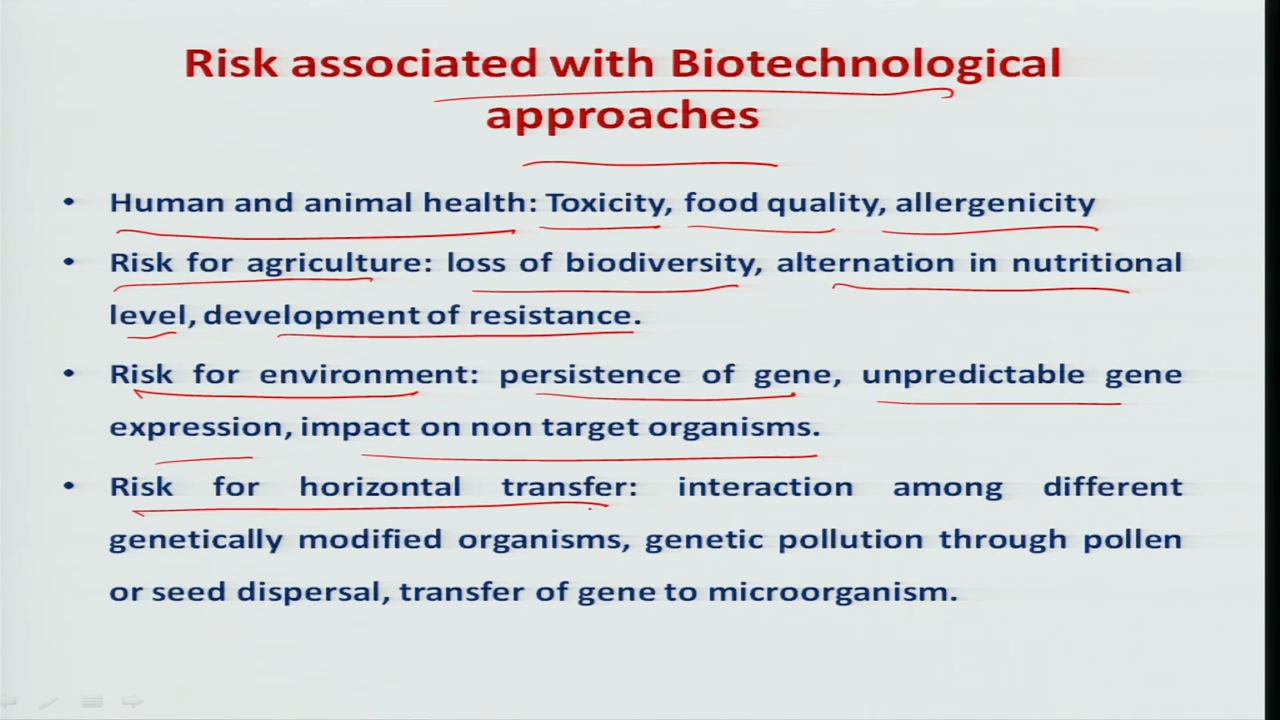 Risk associated with Biotechnological
approaches
• Human and animal health: Toxicity, food quality, allergenicity
• Risk for agriculture: loss of biodiversity, alternation in nutritional
level, development of resistance.
• Risk for environment: persistence of gene, unpredictable gene
expression, impact on non target organisms.
• Risk for horizontal transfer: interaction among different
genetically modified organisms, genetic pollution through pollen
or seed dispersal, transfer of gene to microorganism.